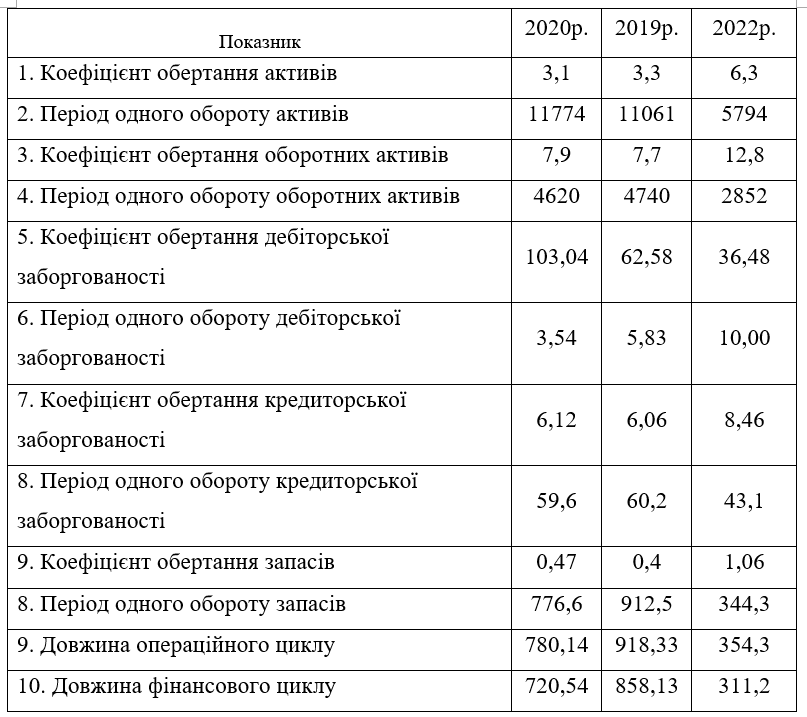 Показник 2020р. 2019р. 2022р.
1. Коефіцієнт обертання активів 3,1 3,3 6,3
2. Період одного обороту активів 11774 11061 5794
3. Коефіцієнт обертання оборотних активів 7,9 7,7 12,8
4. Період одного обороту оборотних активів 4620 4740 2852
5. Коефіцієнт обертання дебіторської
заборгованості 103,04 62,58 36,48
6. Період одного обороту дебіторської
заборгованості 3,54 5,83 10,00
7. Коефіцієнт обертання кредиторської
заборгованості 6,12 6,06 8,46
8. Період одного обороту кредиторської
заборгованості 59,6 60,2 43,1
9. Коефіцієнт обертання запасів 0,47 0,4 1,06
8. Період одного обороту запасів 776,6 912,5 344,3
9. Довжина операційного циклу 780,14 918,33 354,3
10. Довжина фінансового циклу 720,54 858,13 311,2